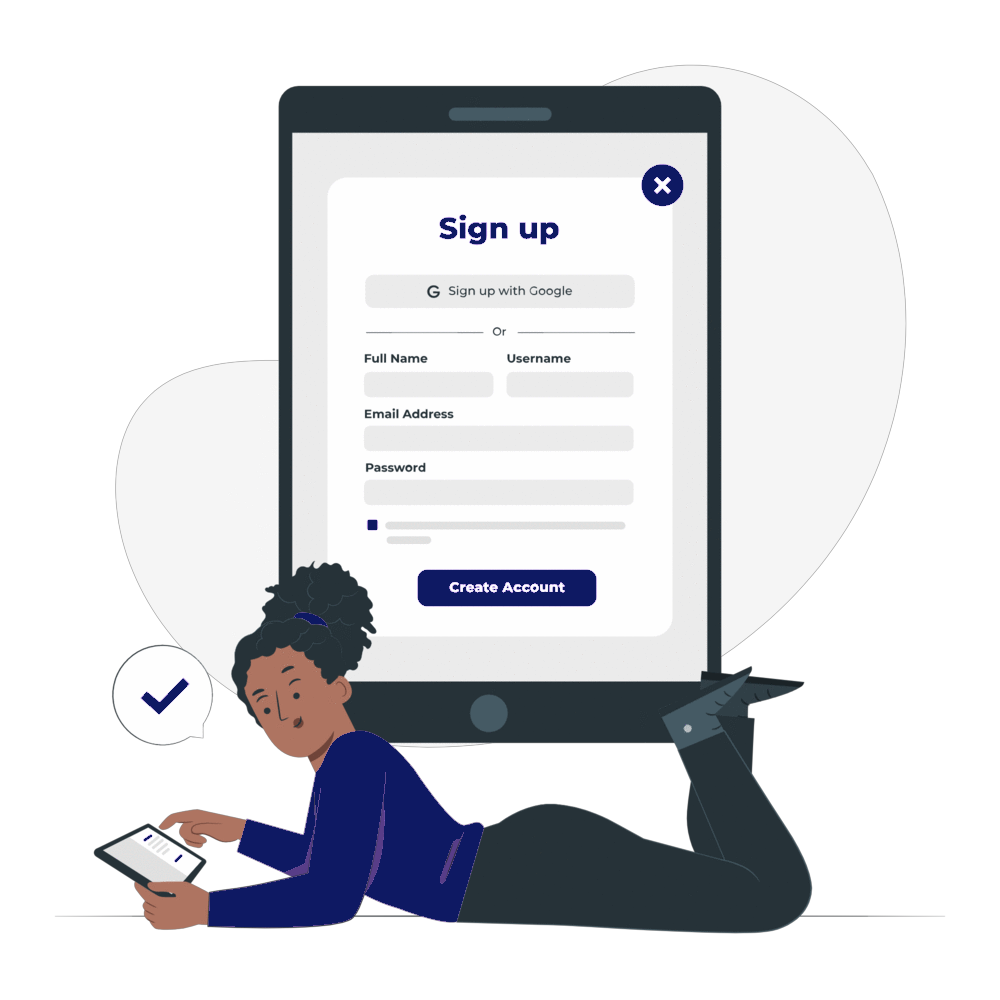 Sign up
G Sign up with Google
Or
Full Name Username
Email Address
Password
Create Account